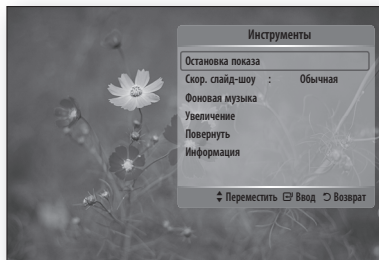 Инструменты
Остановка показа
Скор. слайд-шоу : Обычная
Фоновая музыка
Увеличение
Повернуть
Информация
Переместить Ввод Возврат